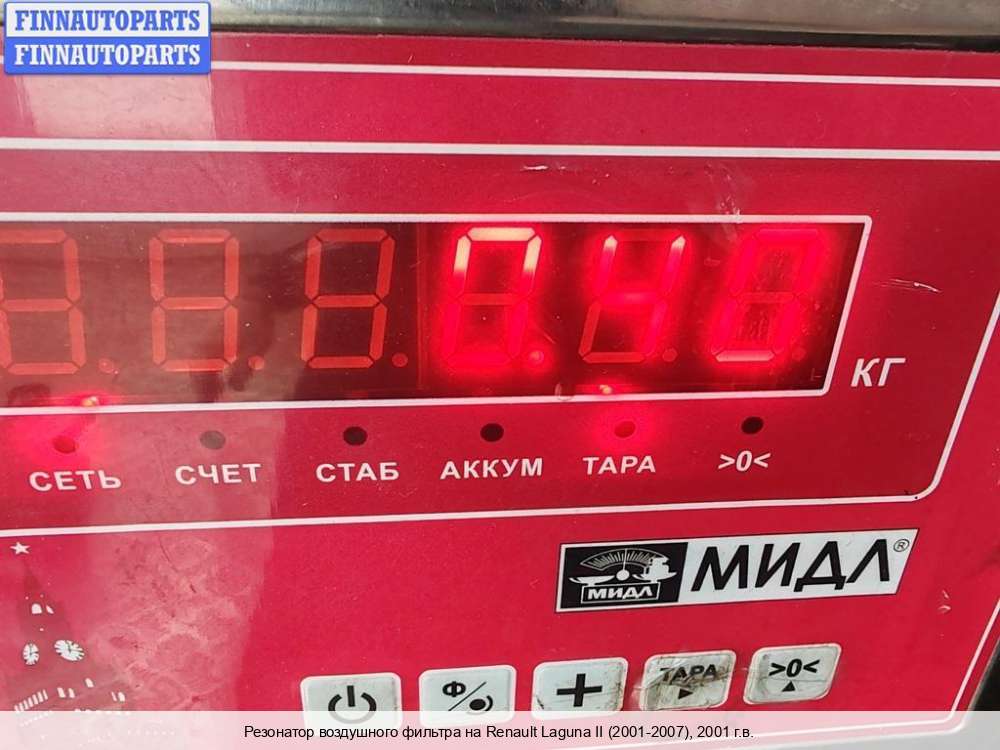 FINNAUTOPARTS
FINNAUTOPARTS
0.40
КГ
СЕТЬ СЧЕТ СТАБ АККУМ ТАРА >0<
МИДЛ МИДЛ®
Ф ТАРА >0<
Резонатор воздушного фильтра на Renault Laguna II (2001-2007), 2001 г.в.